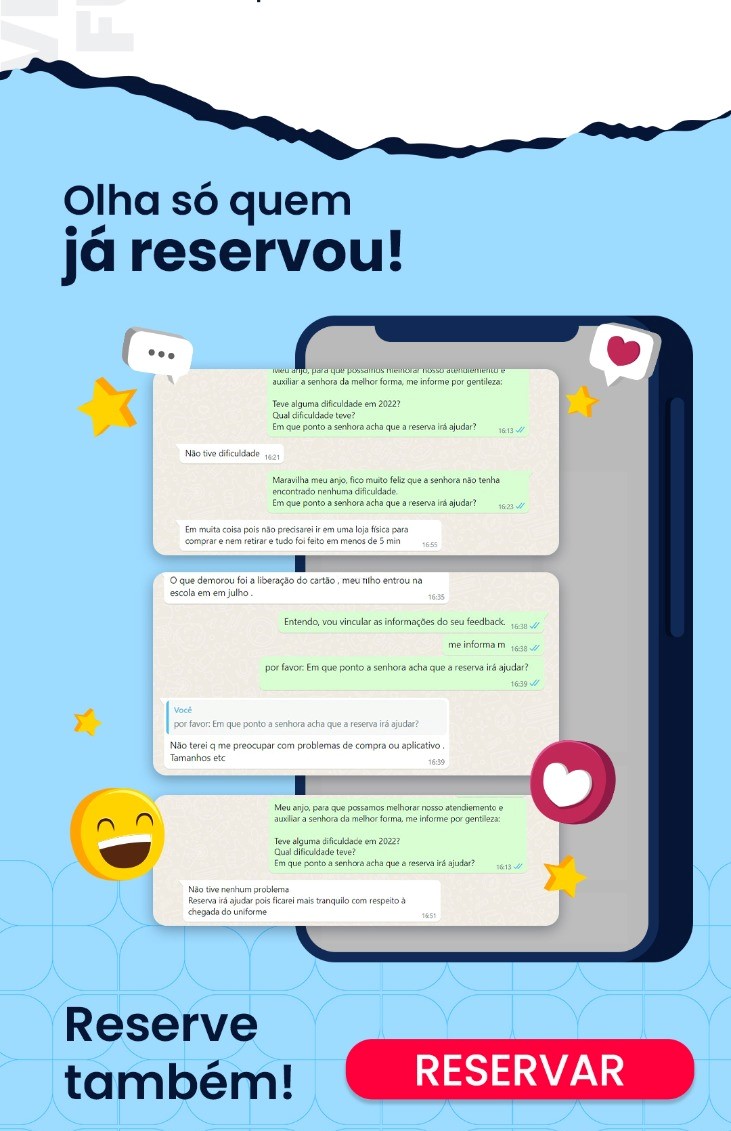 Olha só quem
já reservou!
Meu anjo, para que possamos melhorar nosso atendiemento e
auxiliar a senhora da melhor forma, me informe por gentileza:
Teve alguma dificuldade em 2022?
Qual dificuldade teve?
Em que ponto a senhora acha que a reserva irá ajudar?
16:13
Não tive dificuldade
16:21
Maravilha meu anjo, fico muito feliz que a senhora não tenha
encontrado nenhuma dificuldade.
Em que ponto a senhora acha que a reserva irá ajudar?
16:23
Em muita coisa pois não precisarei ir em uma loja física para
comprar e nem retirar e tudo foi feito em menos de 5 min
16:55
O que demorou foi a liberação do cartão , meu filho entrou na
escola em em julho .
16:35
Entendo, vou vincular as informações do seu feedback.
16:38
me informa m
16:38
por favor: Em que ponto a senhora acha que a reserva irá ajudar?
16:39
Você
por favor: Em que ponto a senhora acha que a reserva irá ajudar?
Não terei q me preocupar com problemas de compra ou aplicativo .
Tamanhos etc
16:39
Meu anjo, para que possamos melhorar nosso atendiemento e
auxiliar a senhora da melhor forma, me informe por gentileza:
Teve alguma dificuldade em 2022?
Qual dificuldade teve?
Em que ponto a senhora acha que a reserva irá ajudar?
16:13
Não tive nenhum problema
Reserva irá ajudar pois ficarei mais tranquilo com respeito à
chegada do uniforme
16:51
Reserve
também!
RESERVAR